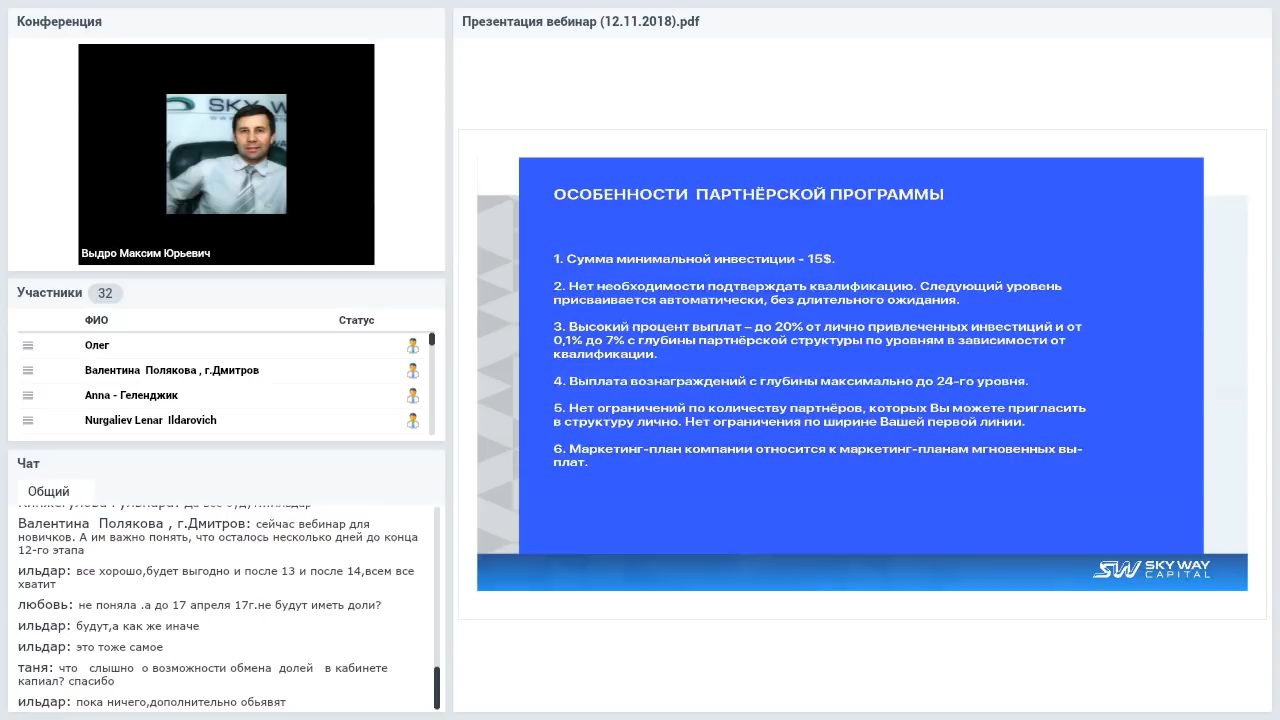 Конференция
Выдро Максим Юрьевич
Участники 32
ФИО Статус
Олег
Валентина Полякова , г.Дмитров
Anna - Геленджик
Nurgaliev Lenar Ildarovich
Чат
Общий
Валентина Полякова , г.Дмитров: сейчас вебинар для
новичков. А им важно понять, что осталось несколько дней до конца
12-го этапа
ильдар: все хорошо,будет выгодно и после 13 и после 14,всем все
хватит
любовь: не поняла .а до 17 апреля 17г.не будут иметь доли?
ильдар: будут,а как же иначе
ильдар: это тоже самое
таня: что слышно о возможности обмена долей в кабинете
капиал? спасибо
ильдар: пока ничего,дополнительно обьявят
Презентация вебинар (12.11.2018).pdf
ОСОБЕННОСТИ ПАРТНЁРСКОЙ ПРОГРАММЫ
1. Сумма минимальной инвестиции - 15$.
2. Нет необходимости подтверждать квалификацию. Следующий уровень
присваивается автоматически, без длительного ожидания.
3. Высокий процент выплат – до 20% от лично привлеченных инвестиций и от
0,1% до 7% с глубины партнёрской структуры по уровням в зависимости от
квалификации.
4. Выплата вознаграждений с глубины максимально до 24-го уровня.
5. Нет ограничений по количеству партнёров, которых Вы можете пригласить
в структуру лично. Нет ограничения по ширине Вашей первой линии.
6. Маркетинг-план компании относится к маркетинг-планам мгновенных вы-
плат.
SW SKY WAY
CAPITAL